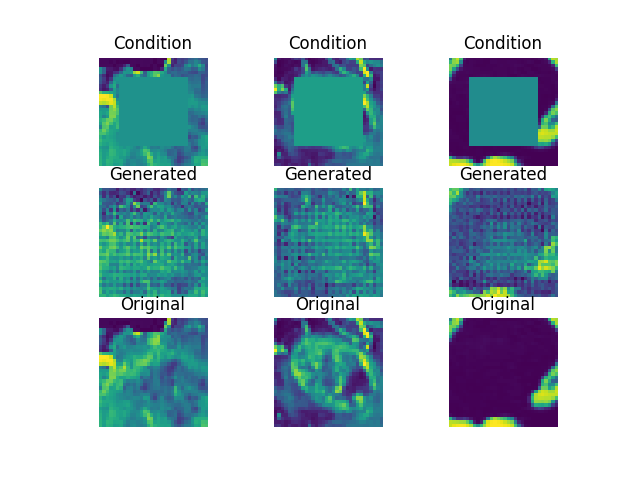 Condition Condition Condition
Generated Generated Generated
Original Original Original